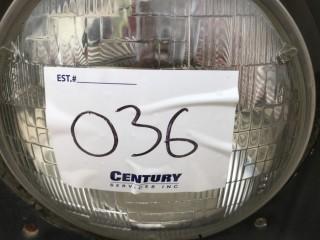 EST.#
036
CENTURY
SERVICES INC